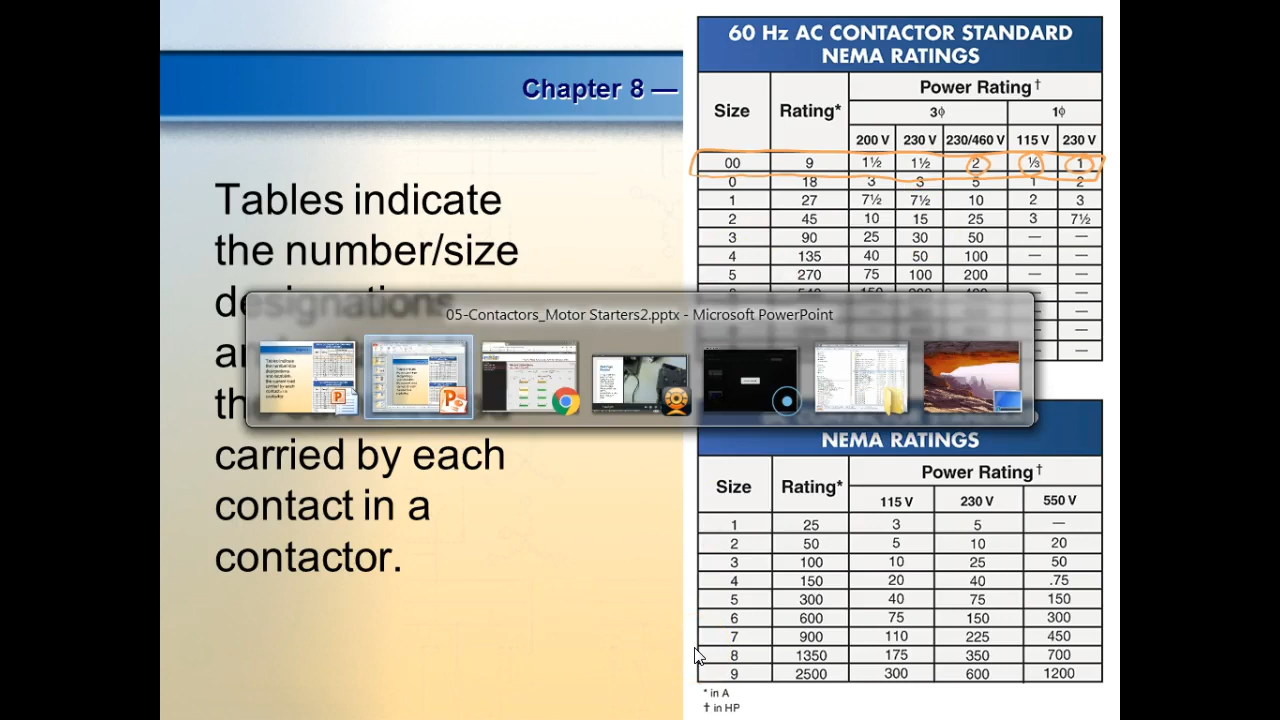 Chapter 8 —
Tables indicate
the number/size
designations
carried by each
contact in a
contactor.
60 Hz AC CONTACTOR STANDARD
NEMA RATINGS
Size Rating* Power Rating†
3ϕ 1ϕ
200 V 230 V 230/460 V 115 V 230 V
00 9 1½ 1½ 2 ⅓ 1
0 18 3 3 5 1 2
1 27 7½ 7½ 10 2 3
2 45 10 15 25 3 7½
3 90 25 30 50 — —
4 135 40 50 100 — —
5 270 75 100 200 — —
05-Contactors_Motor Starters2.pptx - Microsoft PowerPoint
NEMA RATINGS
Size Rating* Power Rating†
115 V 230 V 550 V
1 25 3 5 —
2 50 5 10 20
3 100 10 25 50
4 150 20 40 .75
5 300 40 75 150
6 600 75 150 300
7 900 110 225 450
8 1350 175 350 700
9 2500 300 600 1200
* in A
† in HP